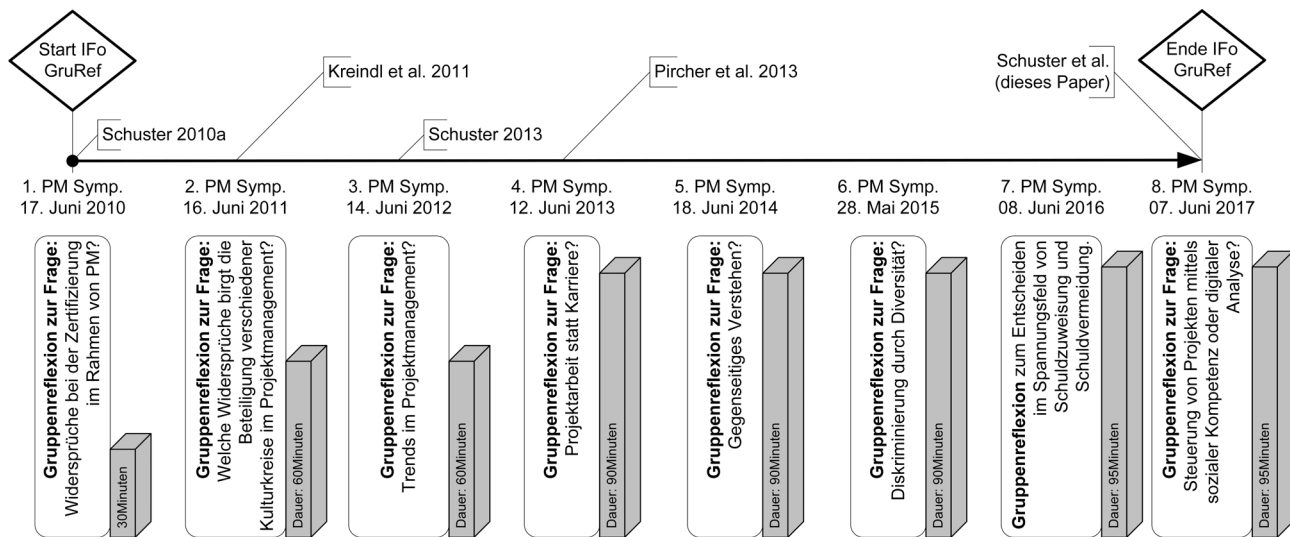 Start IFo
GruRef
Kreindl et al. 2011
Pircher et al. 2013
Schuster et al.
(dieses Paper)
Ende IFo
GruRef
Schuster 2010a
Schuster 2013
1. PM Symp.
17. Juni 2010
2. PM Symp.
16. Juni 2011
3. PM Symp.
14. Juni 2012
4. PM Symp.
12. Juni 2013
5. PM Symp.
18. Juni 2014
6. PM Symp.
28. Mai 2015
7. PM Symp.
08. Juni 2016
8. PM Symp.
07. Juni 2017
Gruppenreflexion zur Frage:
Widersprüche bei der Zertifizierung
im Rahmen von PM?
30Minuten
Gruppenreflexion zur Frage:
Welche Widersprüche birgt die
Beteiligung verschiedener
Kulturkreise im Projektmanagement?
Dauer: 60Minuten
Gruppenreflexion zur Frage:
Trends im Projektmanagement?
Dauer: 60Minuten
Gruppenreflexion zur Frage:
Projektarbeit statt Karriere?
Dauer: 90Minuten
Gruppenreflexion zur Frage:
Gegenseitiges Verstehen?
Dauer: 90Minuten
Gruppenreflexion zur Frage:
Diskriminierung durch Diversität?
Dauer: 90Minuten
Gruppenreflexion zum Entscheiden
im Spannungsfeld von
Schuldzuweisung und
Schuldvermeidung.
Dauer: 95Minuten
Gruppenreflexion zur Frage:
Steuerung von Projekten mittels
sozialer Kompetenz oder digitaler
Analyse?
Dauer: 95Minuten